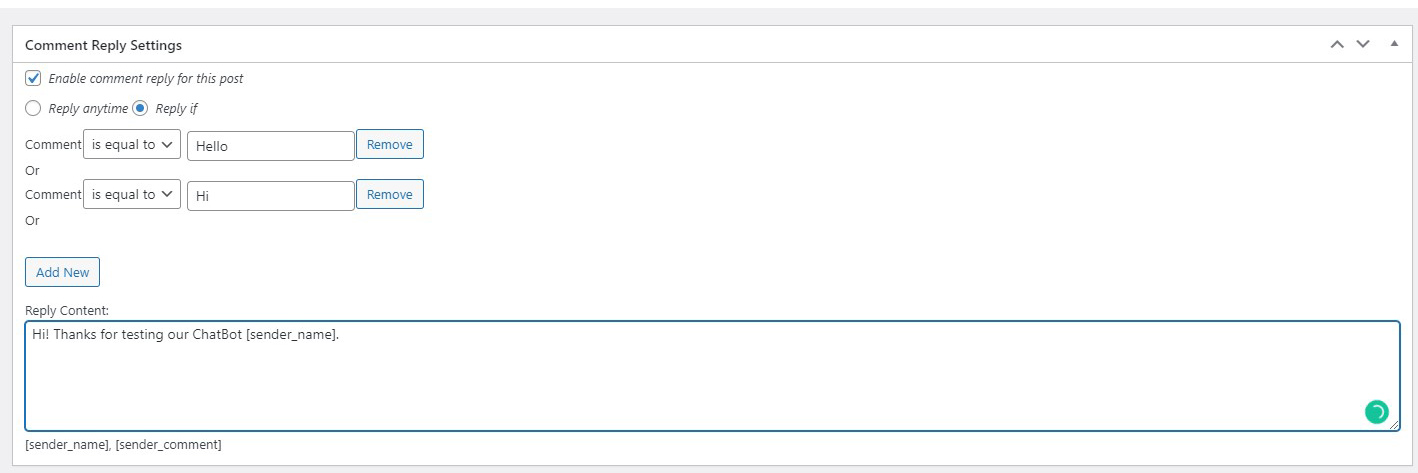 Comment Reply Settings
Enable comment reply for this post
Reply anytime Reply if
Comment is equal to Hello Remove
Or
Comment is equal to Hi Remove
Or
Add New
Reply Content:
Hi! Thanks for testing our ChatBot [sender_name].
[sender_name], [sender_comment]